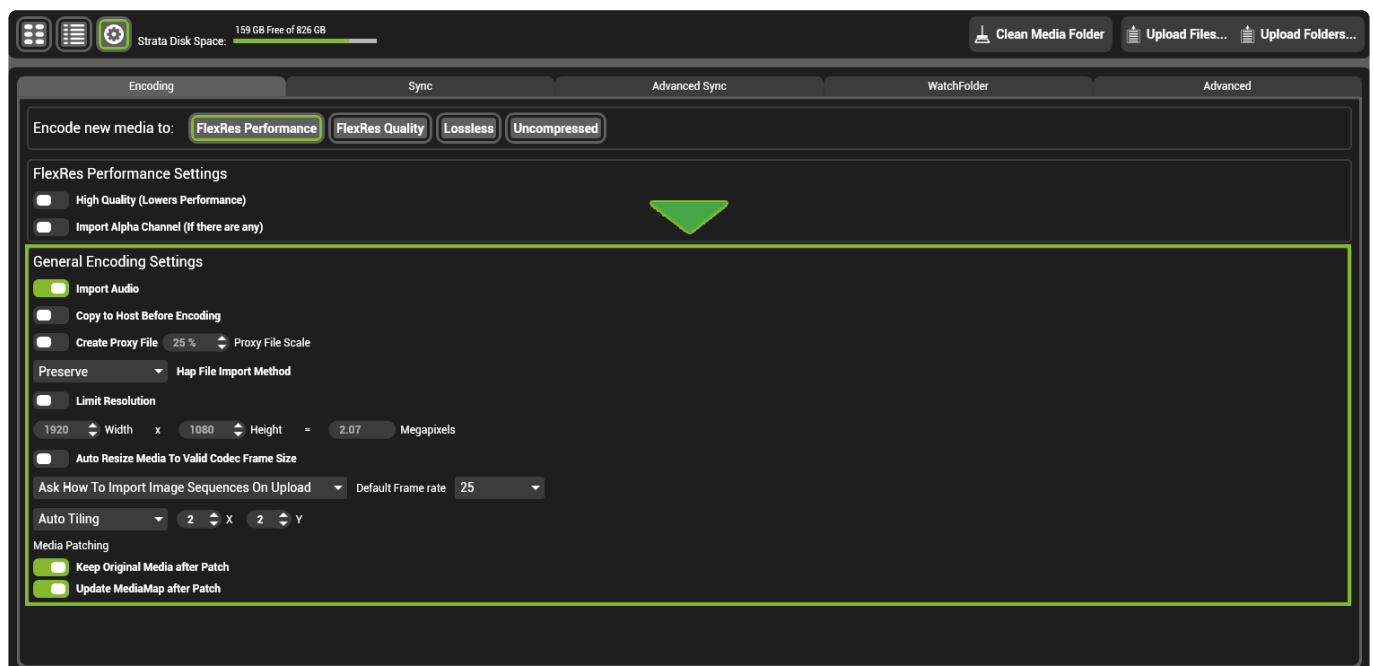 Strata Disk Space: 159 GB Free of 826 GB Clean Media Folder Upload Files... Upload Folders...
Encoding Sync Advanced Sync WatchFolder Advanced
Encode new media to: FlexRes Performance FlexRes Quality Lossless Uncompressed
FlexRes Performance Settings
High Quality (Lowers Performance)
Import Alpha Channel (If there are any)
General Encoding Settings
Import Audio
Copy to Host Before Encoding
Create Proxy File 25 % Proxy File Scale
Preserve Hap File Import Method
Limit Resolution
1920 Width x 1080 Height = 2.07 Megapixels
Auto Resize Media To Valid Codec Frame Size
Ask How To Import Image Sequences On Upload Default Frame rate 25
Auto Tiling 2 X 2 Y
Media Patching
Keep Original Media after Patch
Update MediaMap after Patch